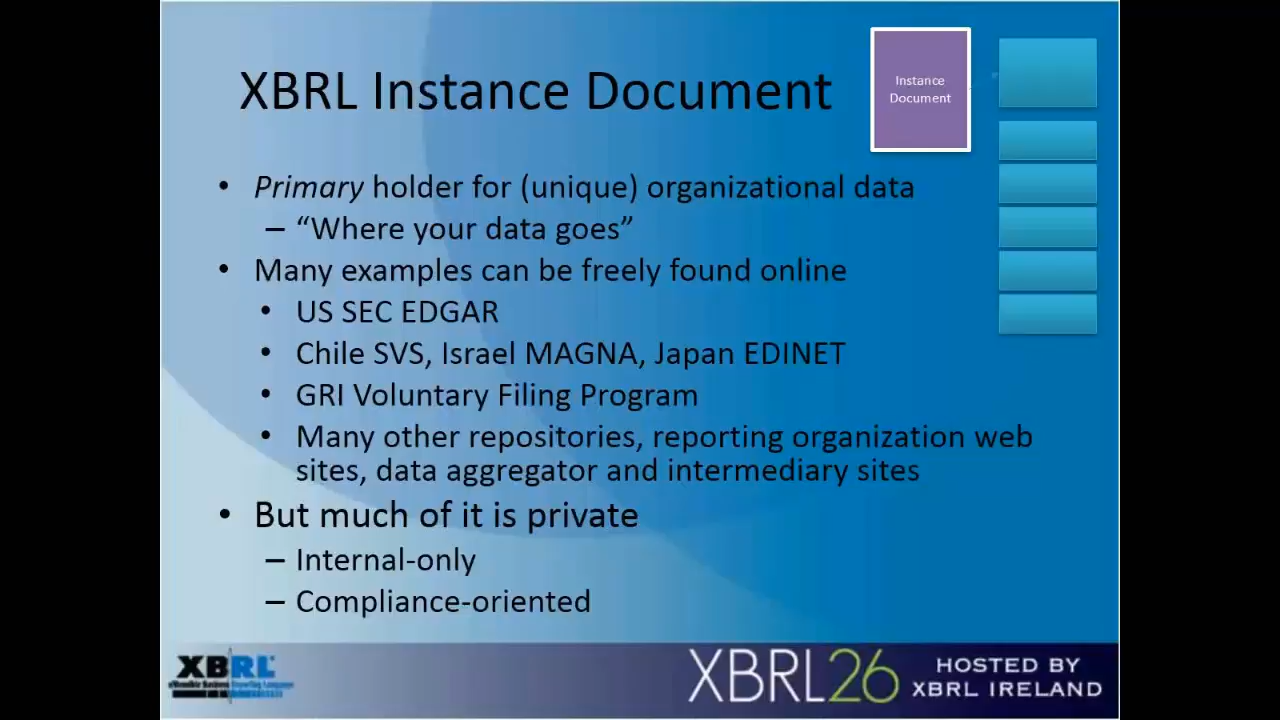 XBRL Instance Document
Instance
Document
• Primary holder for (unique) organizational data
– “Where your data goes”
• Many examples can be freely found online
• US SEC EDGAR
• Chile SVS, Israel MAGNA, Japan EDINET
• GRI Voluntary Filing Program
• Many other repositories, reporting organization web
sites, data aggregator and intermediary sites
• But much of it is private
– Internal-only
– Compliance-oriented
XBRL
XBRL26
HOSTED BY
XBRL IRELAND